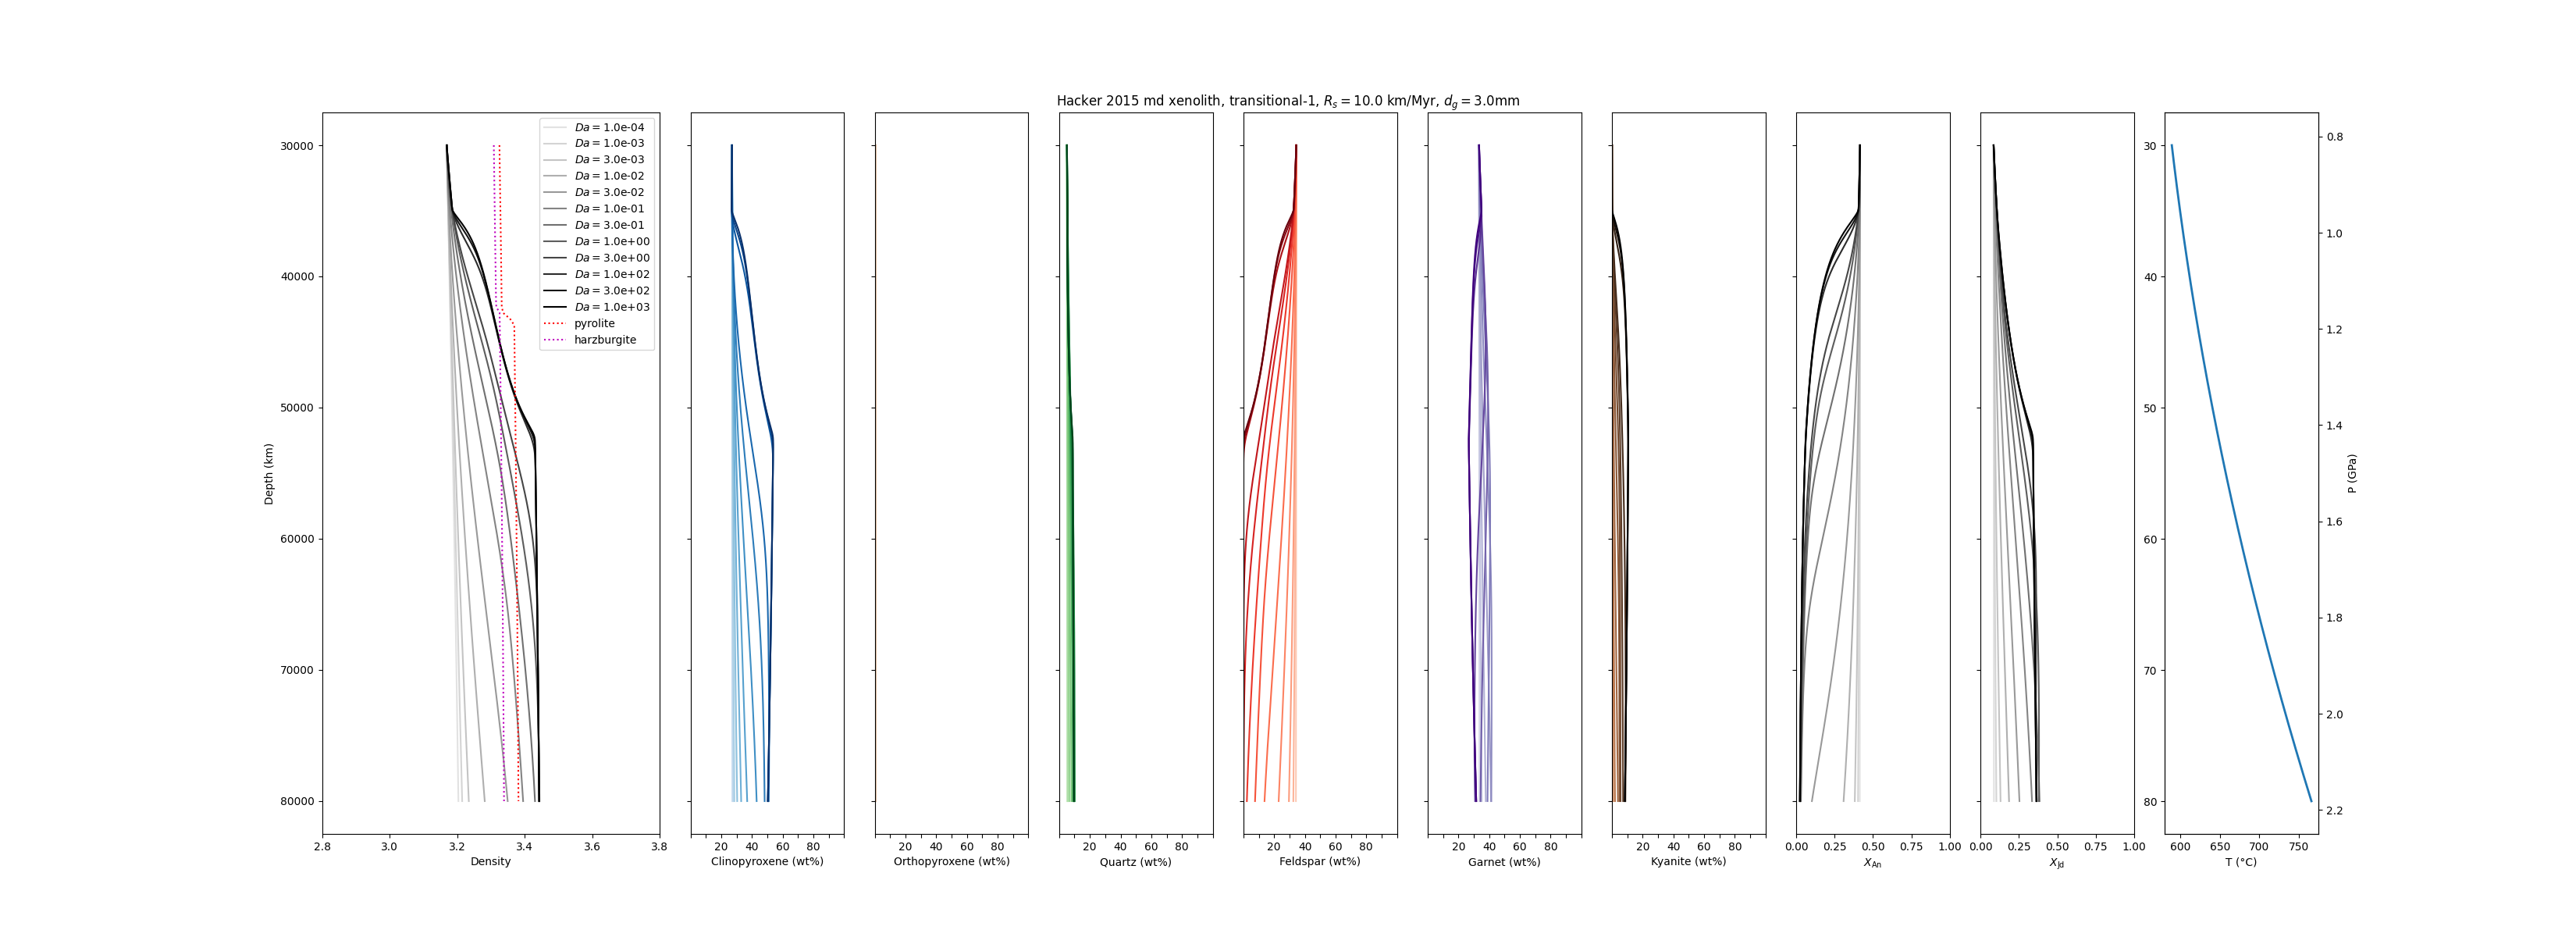 Hacker 2015 md xenolith, transitional-1, R_s = 10.0 km/Myr, d_g = 3.0mm
Da = 1.0e-04
Da = 1.0e-03
Da = 3.0e-03
Da = 1.0e-02
Da = 3.0e-02
Da = 1.0e-01
Da = 3.0e-01
Da = 1.0e+00
Da = 3.0e+00
Da = 1.0e+02
Da = 3.0e+02
Da = 1.0e+03
pyrolite
harzburgite
Depth (km)
30000
40000
50000
60000
70000
80000
2.8 3.0 3.2 3.4 3.6 3.8
Density
20 40 60 80
Clinopyroxene (wt%)
20 40 60 80
Orthopyroxene (wt%)
20 40 60 80
Quartz (wt%)
20 40 60 80
Feldspar (wt%)
20 40 60 80
Garnet (wt%)
20 40 60 80
Kyanite (wt%)
0.00 0.25 0.50 0.75 1.00
X_An
0.00 0.25 0.50 0.75 1.00
X_Jd
30
40
50
60
70
80
600 650 700 750
T (°C)
0.8
1.0
1.2
1.4
1.6
1.8
2.0
2.2
P (GPa)